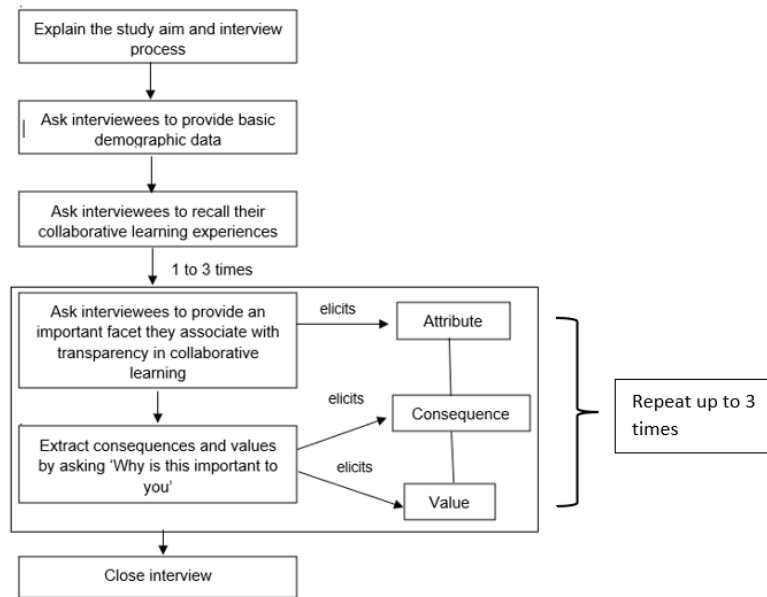 Explain the study aim and interview
process
Ask interviewees to provide basic
demographic data
Ask interviewees to recall their
collaborative learning experiences
1 to 3 times
Ask interviewees to provide an
important facet they associate with
transparency in collaborative
learning
elicits
Attribute
elicits
Consequence
Extract consequences and values
by asking ‘Why is this important to
you’
elicits
Value
Repeat up to 3
times
Close interview